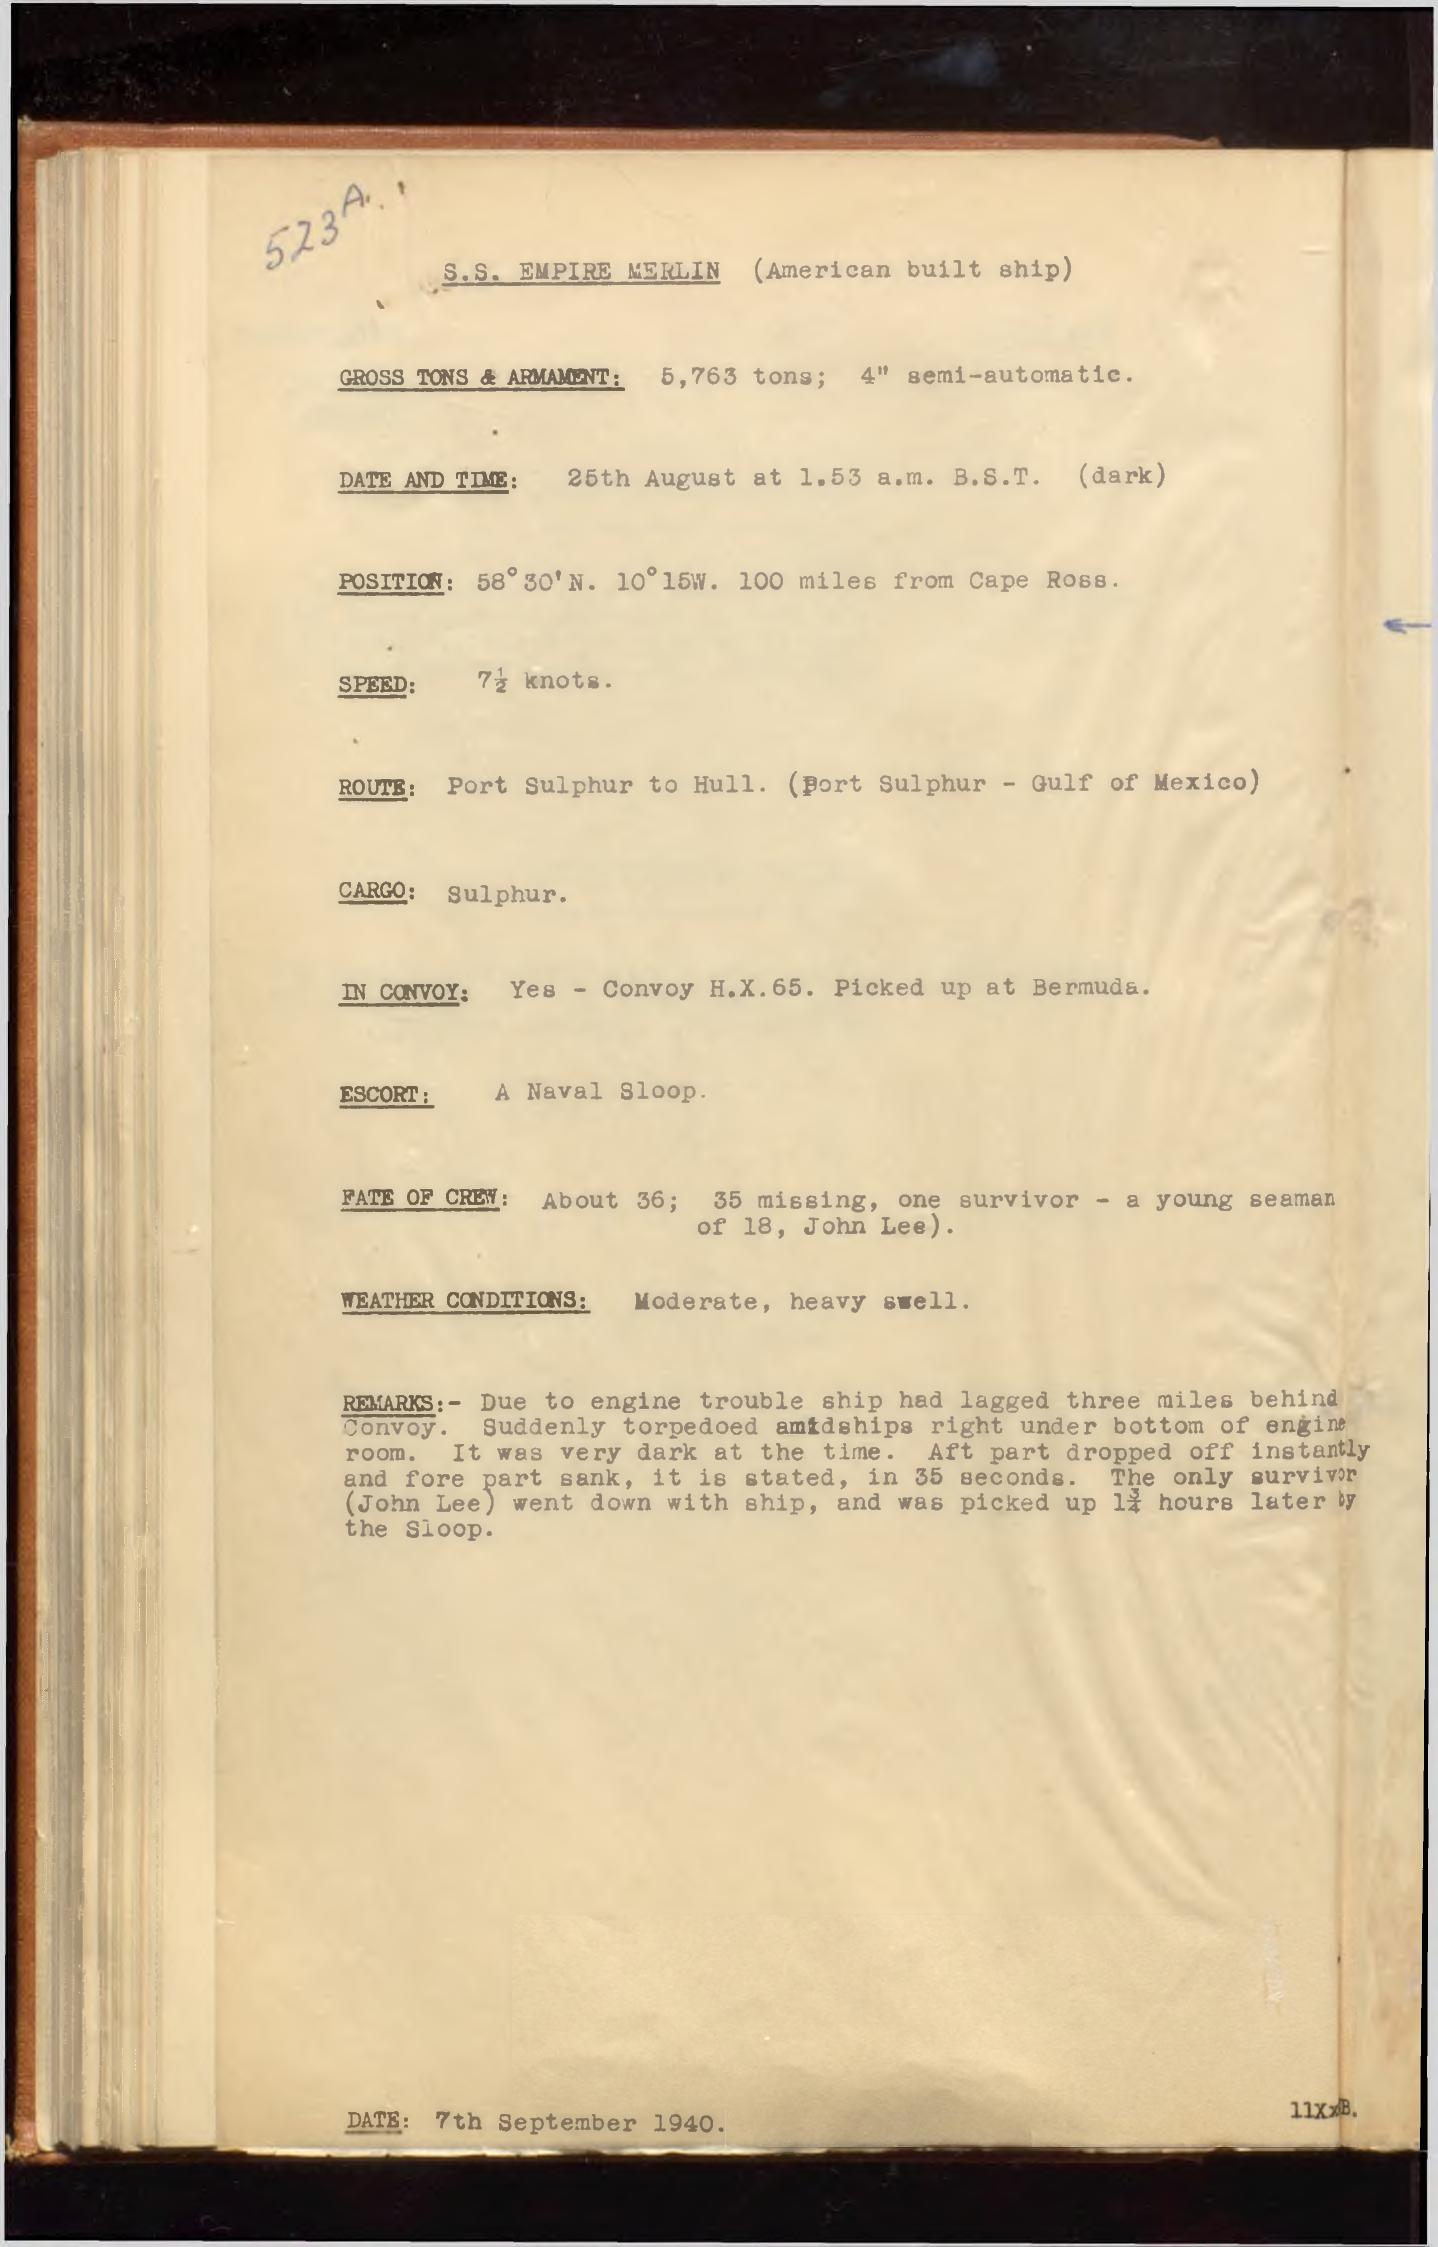 523A.
S.S. EMPIRE MERLIN (American built ship)
GROSS TONS & ARMAMENT: 5,763 tons; 4" semi-automatic.
DATE AND TIME: 25th August at 1.53 a.m. B.S.T. (dark)
POSITION: 58°30'N. 10°15W. 100 miles from Cape Ross.
SPEED: 7½ knots.
ROUTE: Port Sulphur to Hull. (Port Sulphur - Gulf of Mexico)
CARGO: Sulphur.
IN CONVOY: Yes - Convoy H.X.65. Picked up at Bermuda.
ESCORT: A Naval Sloop.
FATE OF CREW: About 36; 35 missing, one survivor - a young seaman
of 18, John Lee).
WEATHER CONDITIONS: Moderate, heavy swell.
REMARKS:- Due to engine trouble ship had lagged three miles behind
Convoy. Suddenly torpedoed amidships right under bottom of engine
room. It was very dark at the time. Aft part dropped off instantly
and fore part sank, it is stated, in 35 seconds. The only survivor
(John Lee) went down with ship, and was picked up 1¾ hours later by
the Sloop.
DATE: 7th September 1940.